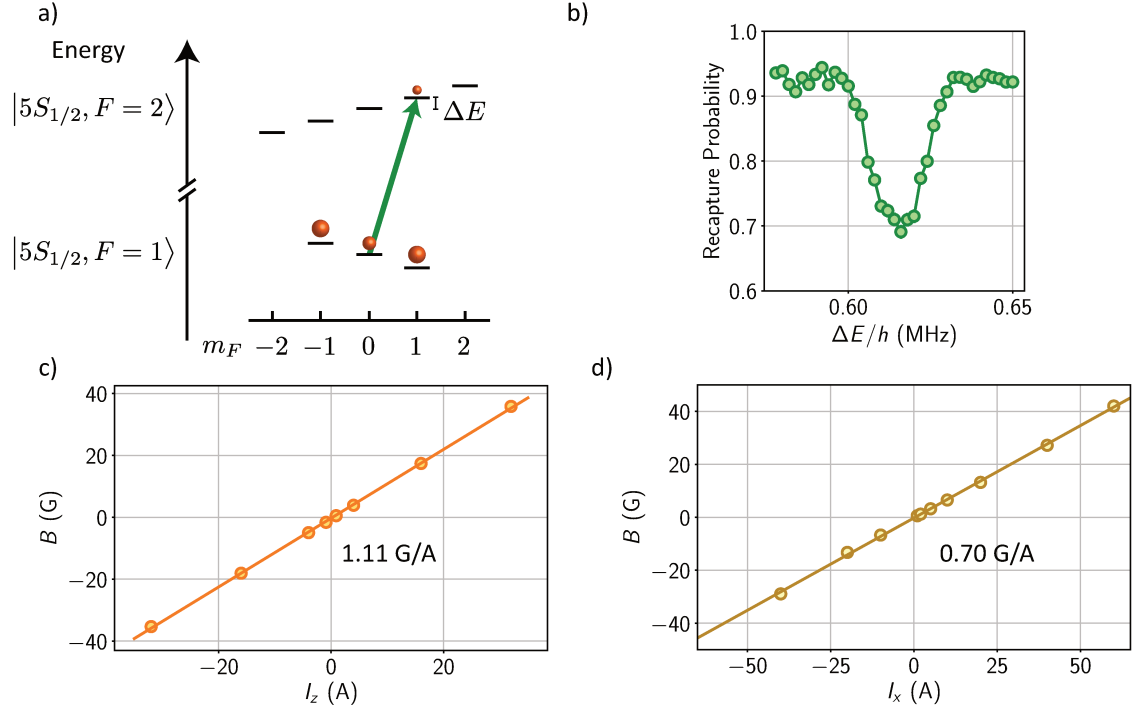 a)
Energy
|5S1/2, F = 2⟩
ΔE
|5S1/2, F = 1⟩
mF −2 −1 0 1 2
b)
1.0
0.9
0.8
0.7
0.6
Recapture Probability
0.60 0.65
ΔE/h (MHz)
c)
40
20
0
−20
−40
B (G)
1.11 G/A
−20 0 20
Iz (A)
d)
40
20
0
−20
−40
B (G)
0.70 G/A
−50 −25 0 25 50
Ix (A)